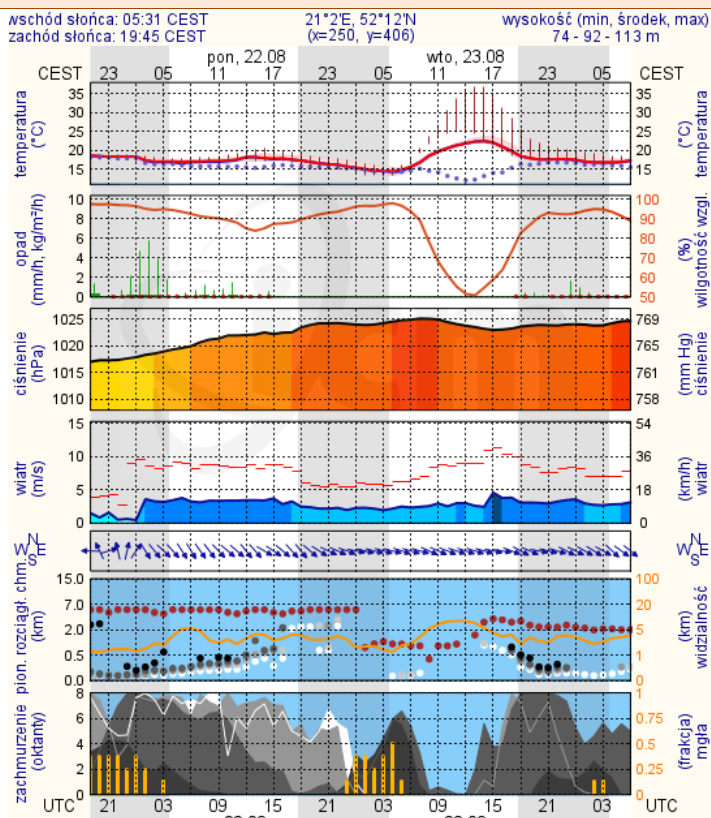 wschód słońca: 05:31 CEST 21°2'E, 52°12'N wysokość (min, środek, max)
zachód słońca: 19:45 CEST (x=250, y=406) 74 - 92 - 113 m
pon, 22.08 wto, 23.08
CEST 23 05 11 17 23 05 11 17 23 05 CEST
temperatura (°C)
35 30 25 20 15
35 30 25 20 15
(°C) temperatura
opad (mm/h, kg/m²/h)
10 8 6 4 2 0
100 90 80 70 60 50
(%) wilgotność wzgl.
ciśnienie (hPa)
1025 1020 1015 1010
769 765 761 758
(mm Hg) ciśnienie
wiatr (m/s)
15 10 5 0
54 36 18 0
(km/h) wiatr
N W E S
N W E S
pion. rozciągł. chm. (km)
15.0 7.0 2.0 0.5 0.0
100 20 5 1 0
(km) widzialność
zachmurzenie (oktanty)
8 6 4 2 0
1 0.75 0.5 0.25 0
(frakcja) mgła
UTC 21 03 09 15 21 03 09 15 21 03 UTC